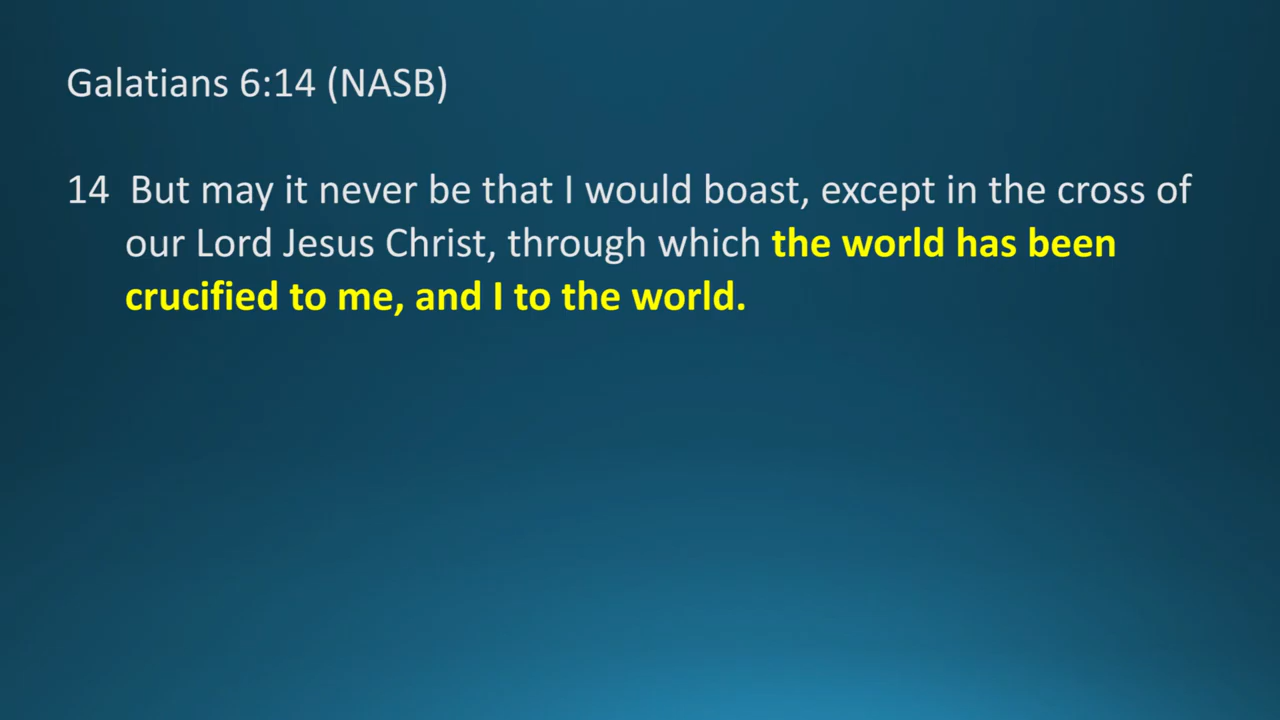 Galatians 6:14 (NASB)
14 But may it never be that I would boast, except in the cross of
our Lord Jesus Christ, through which the world has been
crucified to me, and I to the world.